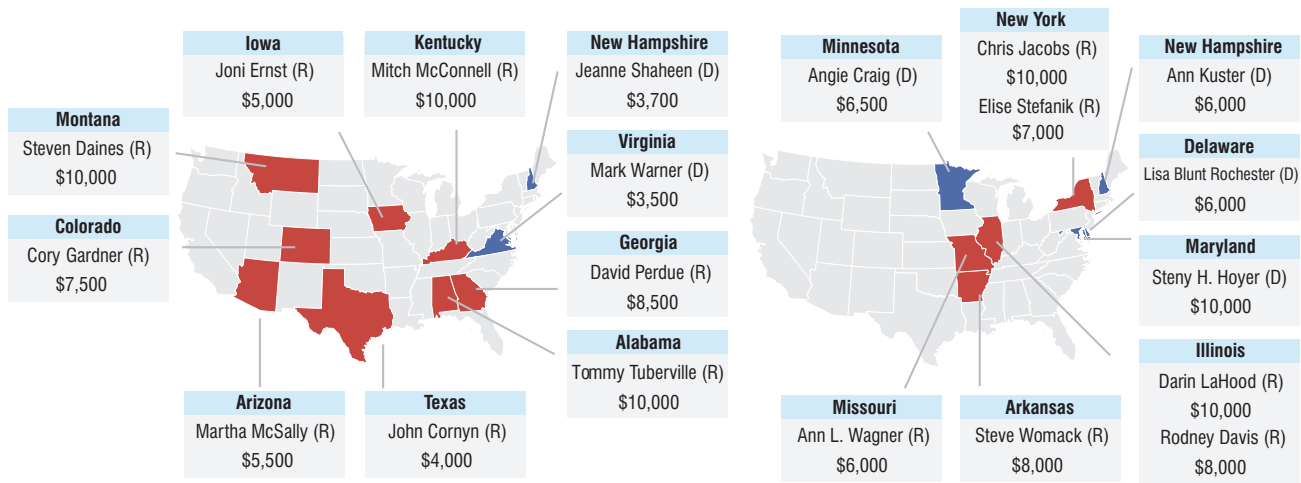 Iowa
Joni Ernst (R)
$5,000
Kentucky
Mitch McConnell (R)
$10,000
New Hampshire
Jeanne Shaheen (D)
$3,700
Montana
Steven Daines (R)
$10,000
Virginia
Mark Warner (D)
$3,500
Colorado
Cory Gardner (R)
$7,500
Georgia
David Perdue (R)
$8,500
Alabama
Tommy Tuberville (R)
$10,000
Arizona
Martha McSally (R)
$5,500
Texas
John Cornyn (R)
$4,000
Minnesota
Angie Craig (D)
$6,500
New York
Chris Jacobs (R)
$10,000
Elise Stefanik (R)
$7,000
New Hampshire
Ann Kuster (D)
$6,000
Delaware
Lisa Blunt Rochester (D)
$6,000
Maryland
Steny H. Hoyer (D)
$10,000
Illinois
Darin LaHood (R)
$10,000
Rodney Davis (R)
$8,000
Missouri
Ann L. Wagner (R)
$6,000
Arkansas
Steve Womack (R)
$8,000